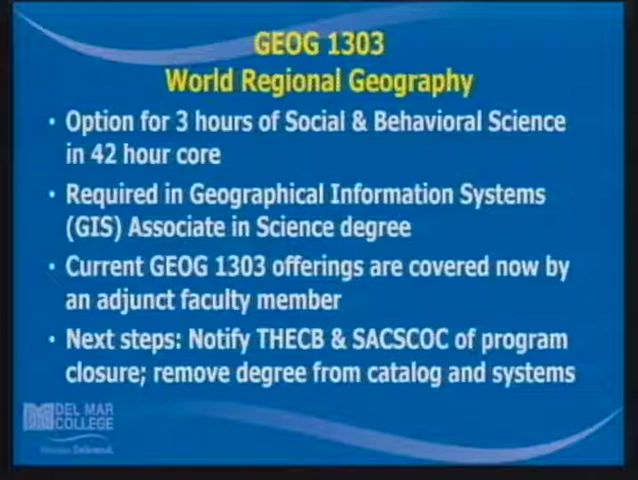 GEOG 1303
World Regional Geography
• Option for 3 hours of Social & Behavioral Science
in 42 hour core
• Required in Geographical Information Systems
(GIS) Associate in Science degree
• Current GEOG 1303 offerings are covered now by
an adjunct faculty member
• Next steps: Notify THECB & SACSCOC of program
closure; remove degree from catalog and systems
DEL MAR
COLLEGE